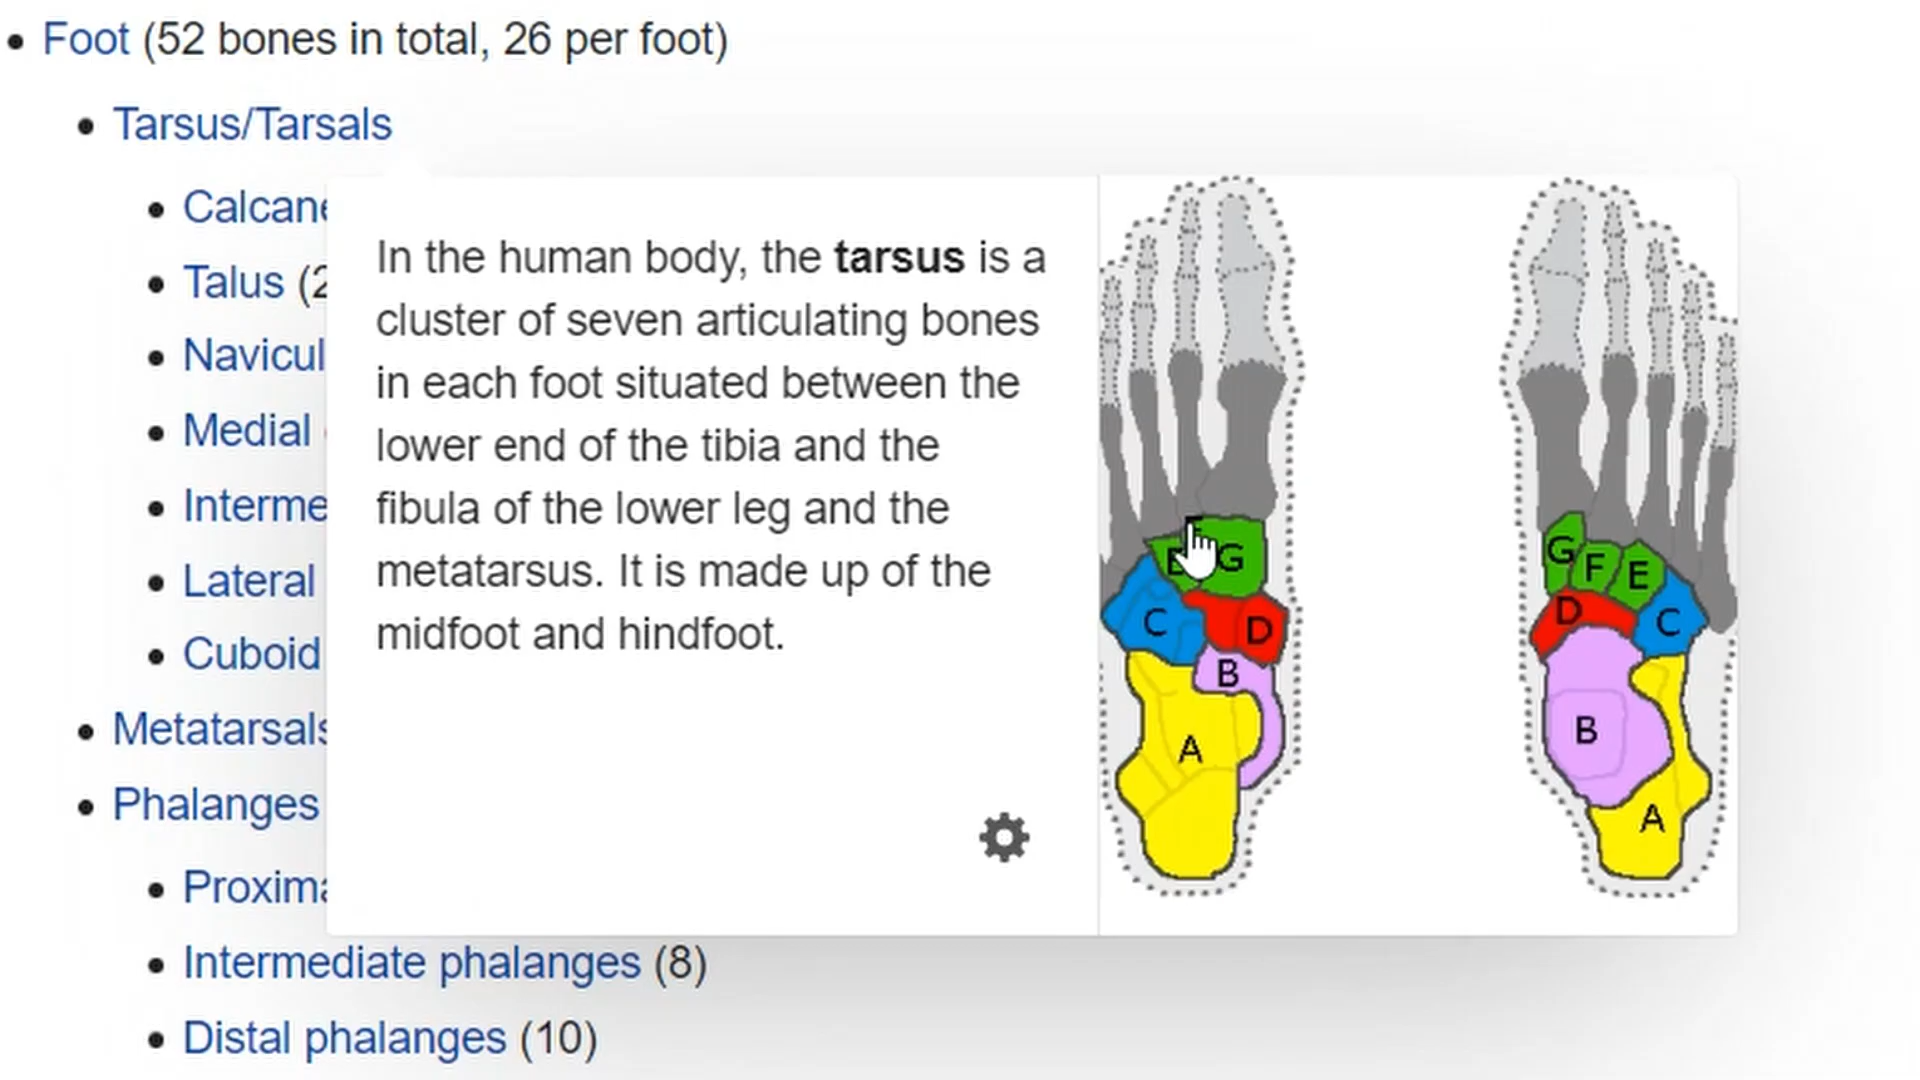 Foot (52 bones in total, 26 per foot)
Tarsus/Tarsals
Calcane
Talus (2
Navicul
Medial
Interme
Lateral
Cuboid
Metatarsals
Phalanges
Proxima
Intermediate phalanges (8)
Distal phalanges (10)
In the human body, the tarsus is a
cluster of seven articulating bones
in each foot situated between the
lower end of the tibia and the
fibula of the lower leg and the
metatarsus. It is made up of the
midfoot and hindfoot.
E G
C
D
B
A
G F E
D C
B
A